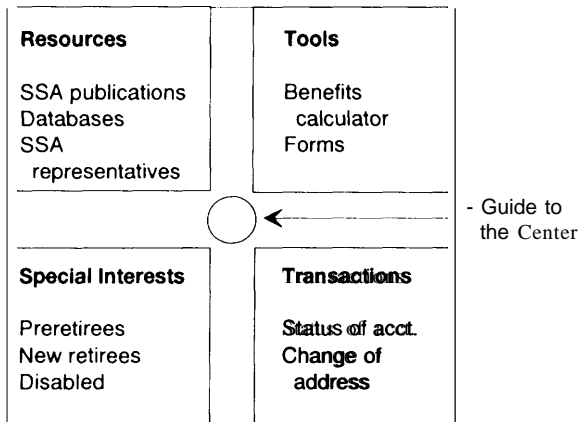 Resources
SSA publications
Databases
SSA
representatives
Tools
Benefits
calculator
Forms
- Guide to
the Center
Special Interests
Preretirees
New retirees
Disabled
Transactions
Status of acct.
Change of
address